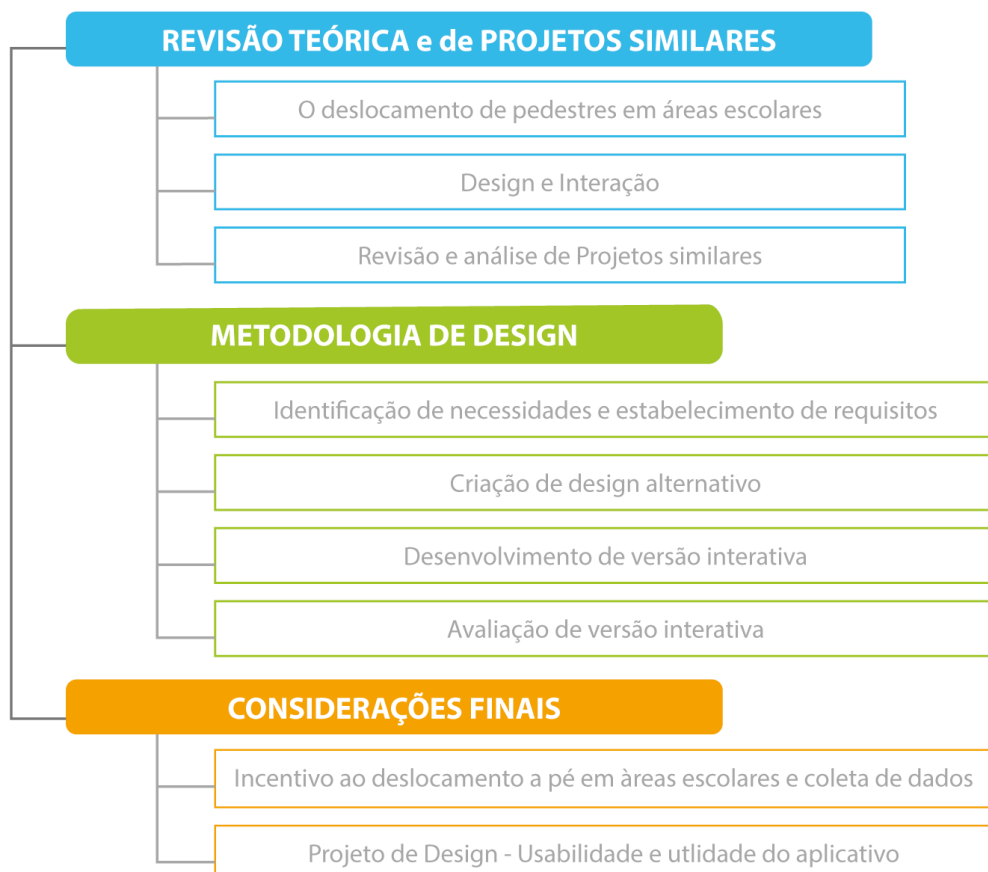 REVISÃO TEÓRICA e de PROJETOS SIMILARES
O deslocamento de pedestres em áreas escolares
Design e Interação
Revisão e análise de Projetos similares
METODOLOGIA DE DESIGN
Identificação de necessidades e estabelecimento de requisitos
Criação de design alternativo
Desenvolvimento de versão interativa
Avaliação de versão interativa
CONSIDERAÇÕES FINAIS
Incentivo ao deslocamento a pé em àreas escolares e coleta de dados
Projeto de Design - Usabilidade e utlidade do aplicativo